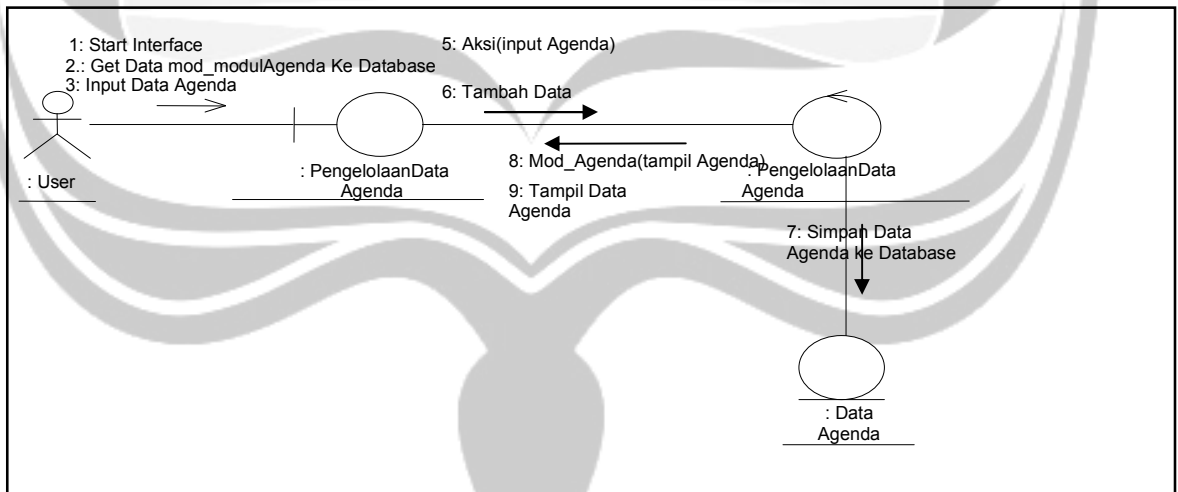 1: Start Interface
2.: Get Data mod_modulAgenda Ke Database
3: Input Data Agenda
5: Aksi(input Agenda)
6: Tambah Data
8: Mod_Agenda(tampil Agenda)
9: Tampil Data
Agenda
: User
: PengelolaanData
Agenda
: PengelolaanData
Agenda
7: Simpan Data
Agenda ke Database
: Data
Agenda